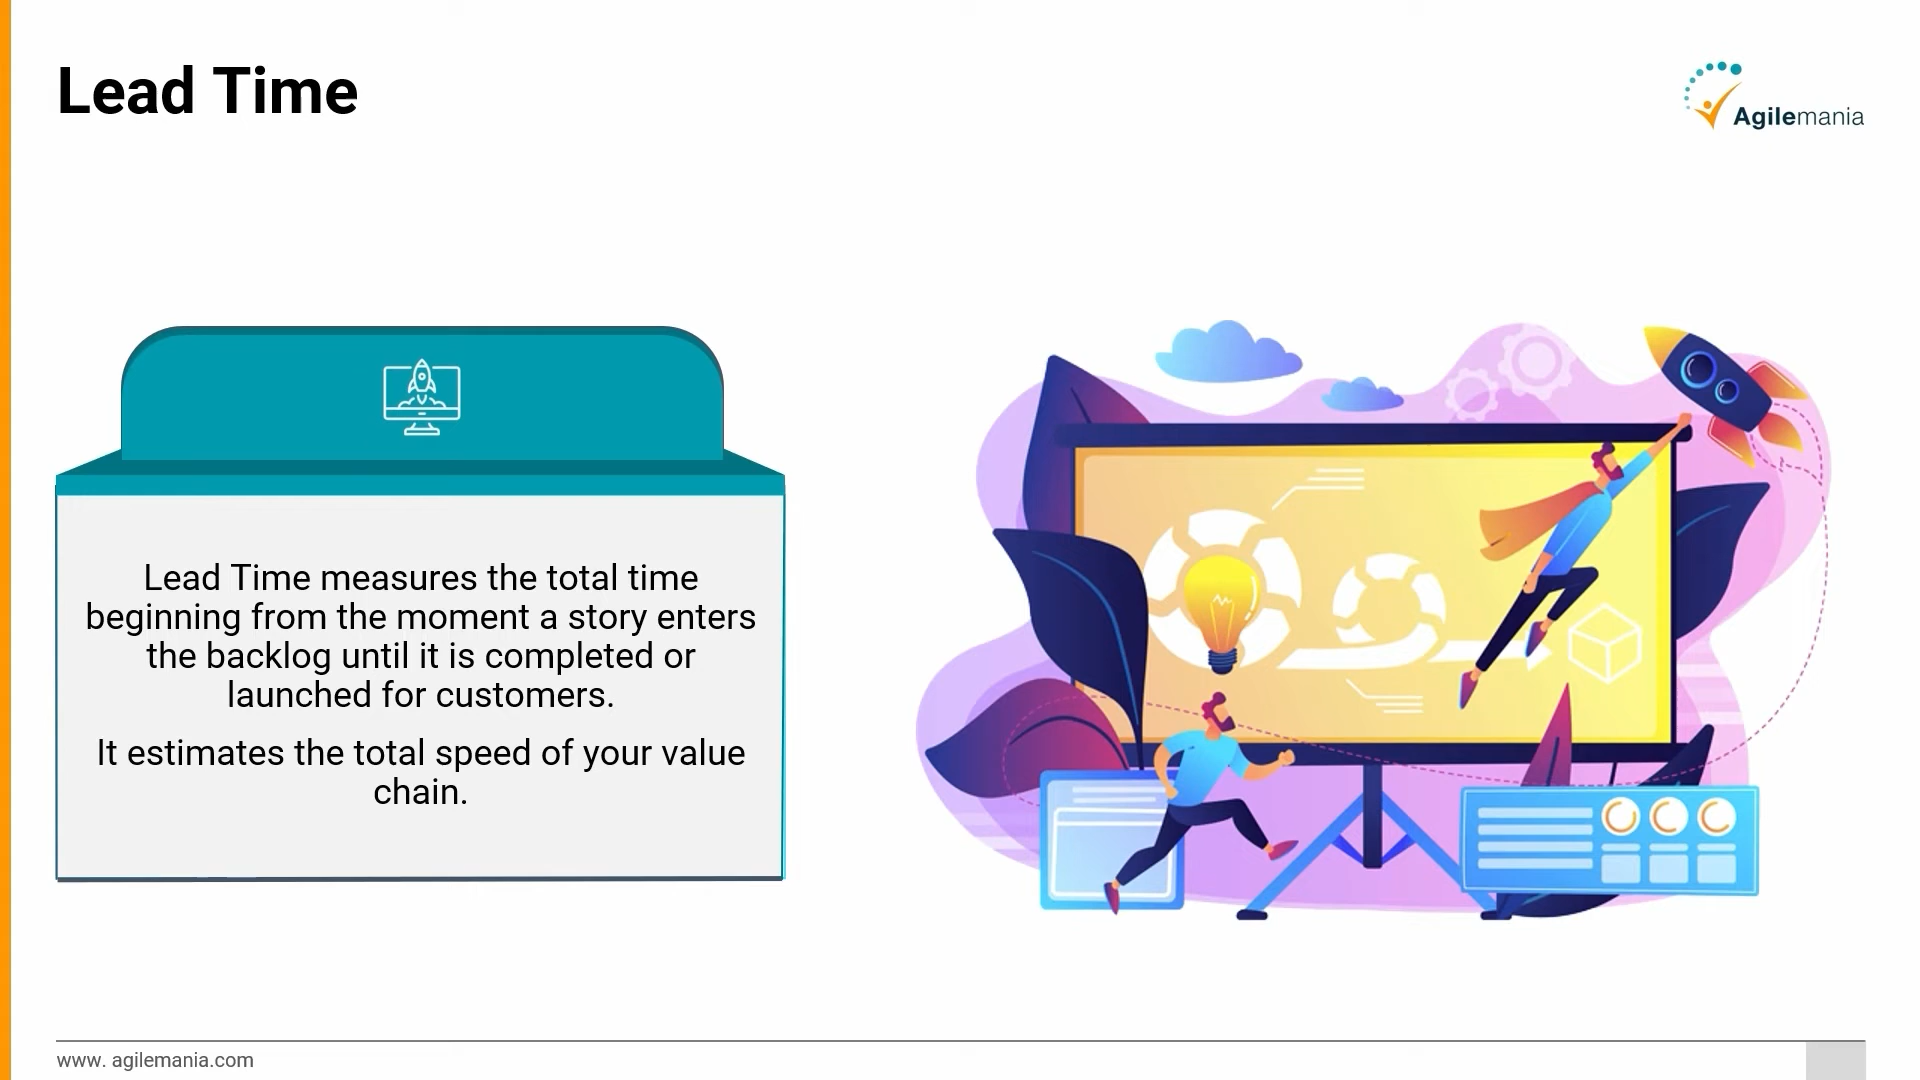 Lead Time
Agilemania
Lead Time measures the total time
beginning from the moment a story enters
the backlog until it is completed or
launched for customers.
It estimates the total speed of your value
chain.
www. agilemania.com